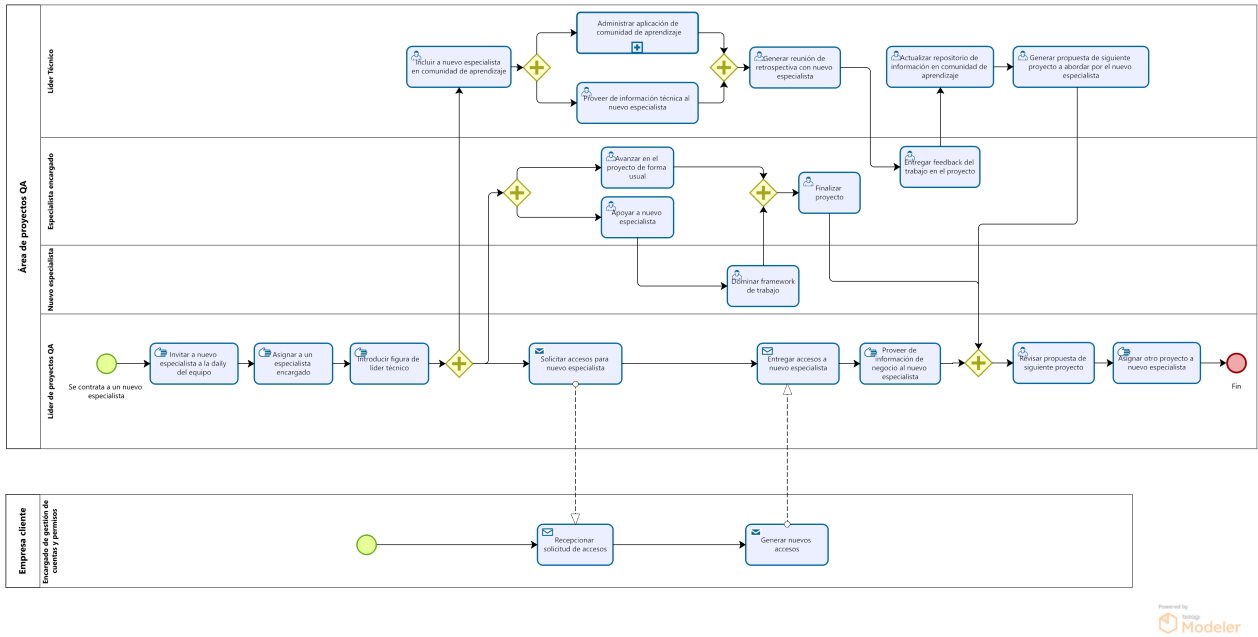 Área de proyectos QA
Líder Técnico
Incluir a nuevo especialista
en comunidad de aprendizaje
Administrar aplicación de
comunidad de aprendizaje
Proveer de información técnica al
nuevo especialista
Generar reunión de
retrospectiva con nuevo
especialista
Actualizar repositorio de
información en comunidad de
aprendizaje
Generar propuesta de siguiente
proyecto a abordar por el nuevo
especialista
Especialista encargado
Avanzar en el
proyecto de forma
usual
Apoyar a nuevo
especialista
Finalizar
proyecto
Entregar feedback del
trabajo en el proyecto
Nuevo especialista
Dominar framework
de trabajo
Líder de proyectos QA
Se contrata a un nuevo
especialista
Invitar a nuevo
especialista a la daily
del equipo
Asignar a un
especialista
encargado
Introducir figura de
líder técnico
Solicitar accesos para
nuevo especialista
Entregar accesos a
nuevo especialista
Proveer de
información de
negocio al nuevo
especialista
Revisar propuesta de
siguiente proyecto
Asignar otro proyecto a
nuevo especialista
Fin
Empresa cliente
Encargado de gestión de
cuentas y permisos
Recepcionar
solicitud de accesos
Generar nuevos
accesos
Powered by
bizagi
Modeler